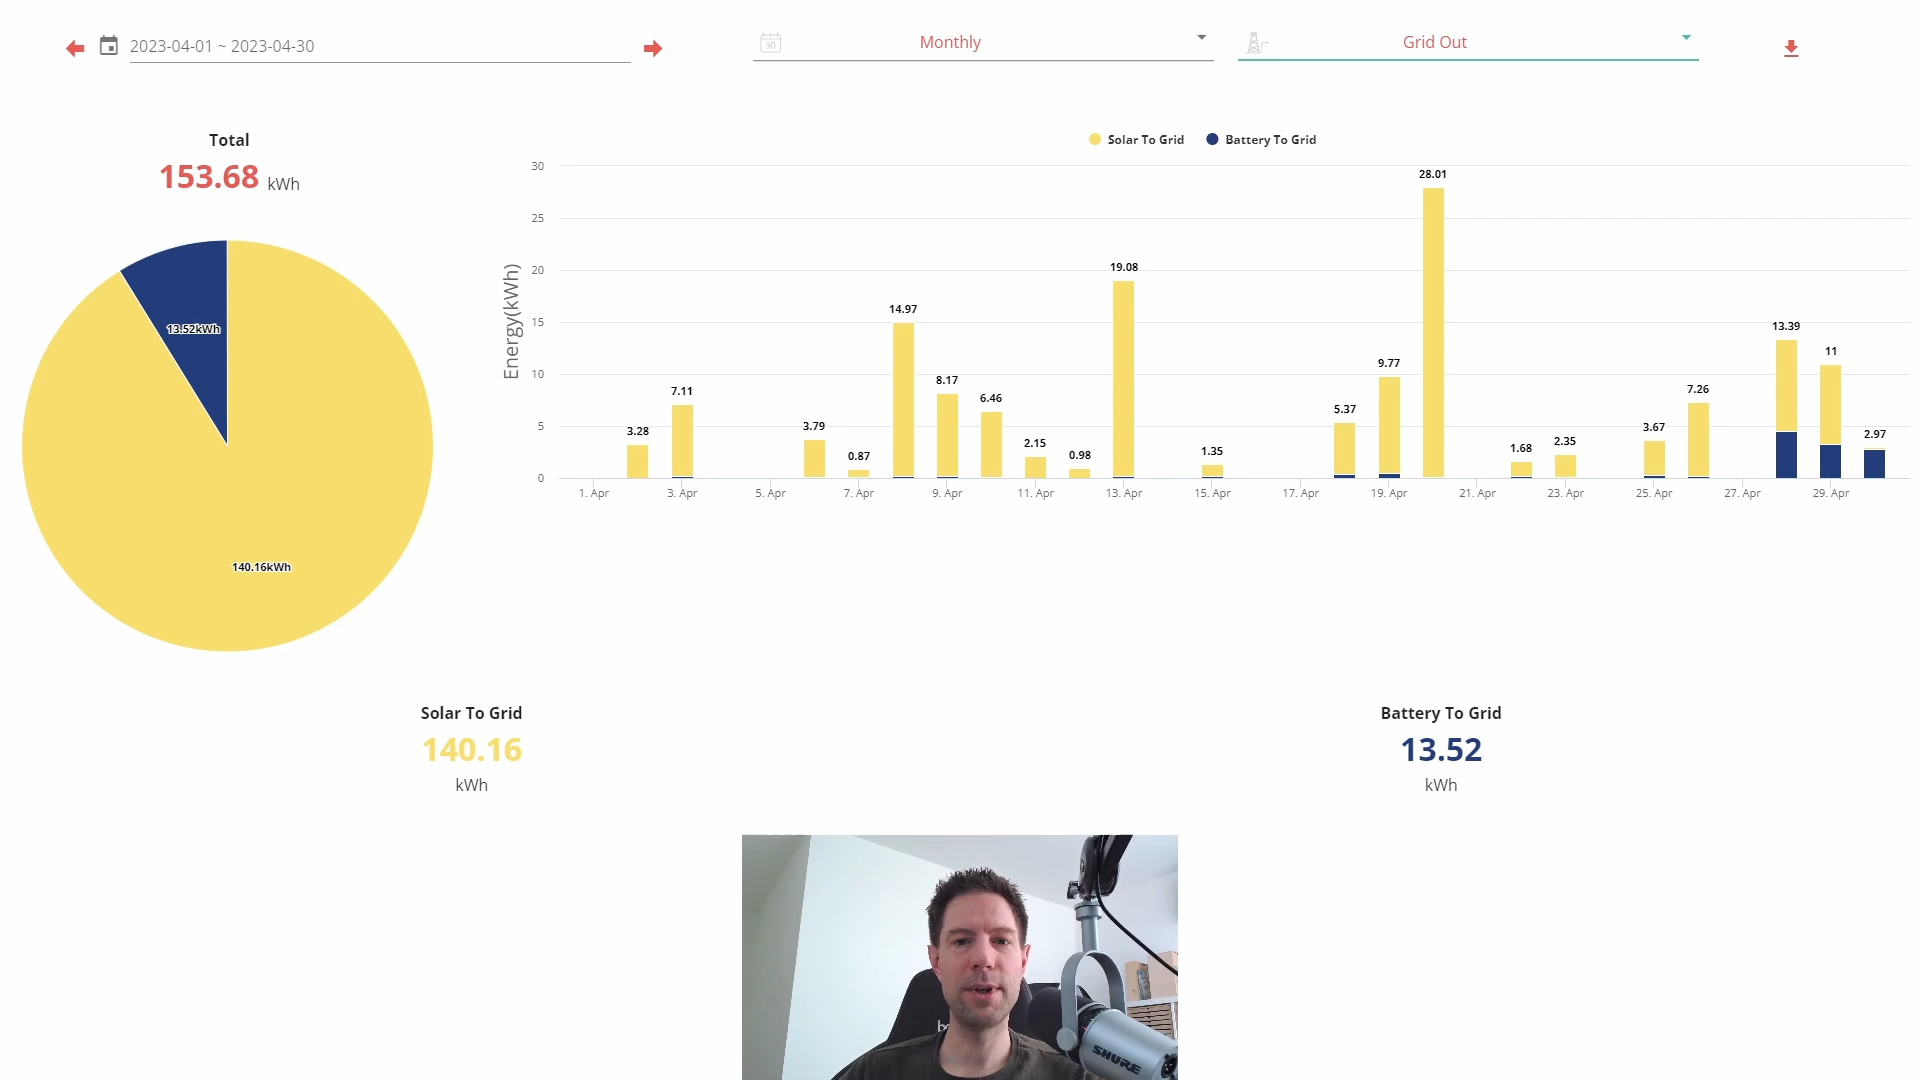 2023-04-01 ~ 2023-04-30
30
Monthly
Grid Out
Total
153.68 kWh
13.52kWh
140.16kWh
Solar To Grid
Battery To Grid
Energy(kWh)
30
25
20
15
10
5
0
3.28
7.11
3.79
0.87
14.97
8.17
6.46
2.15
0.98
19.08
1.35
5.37
9.77
28.01
1.68
2.35
3.67
7.26
13.39
11
2.97
1. Apr
3. Apr
5. Apr
7. Apr
9. Apr
11. Apr
13. Apr
15. Apr
17. Apr
19. Apr
21. Apr
23. Apr
25. Apr
27. Apr
29. Apr
Solar To Grid
140.16
kWh
Battery To Grid
13.52
kWh
SHURE